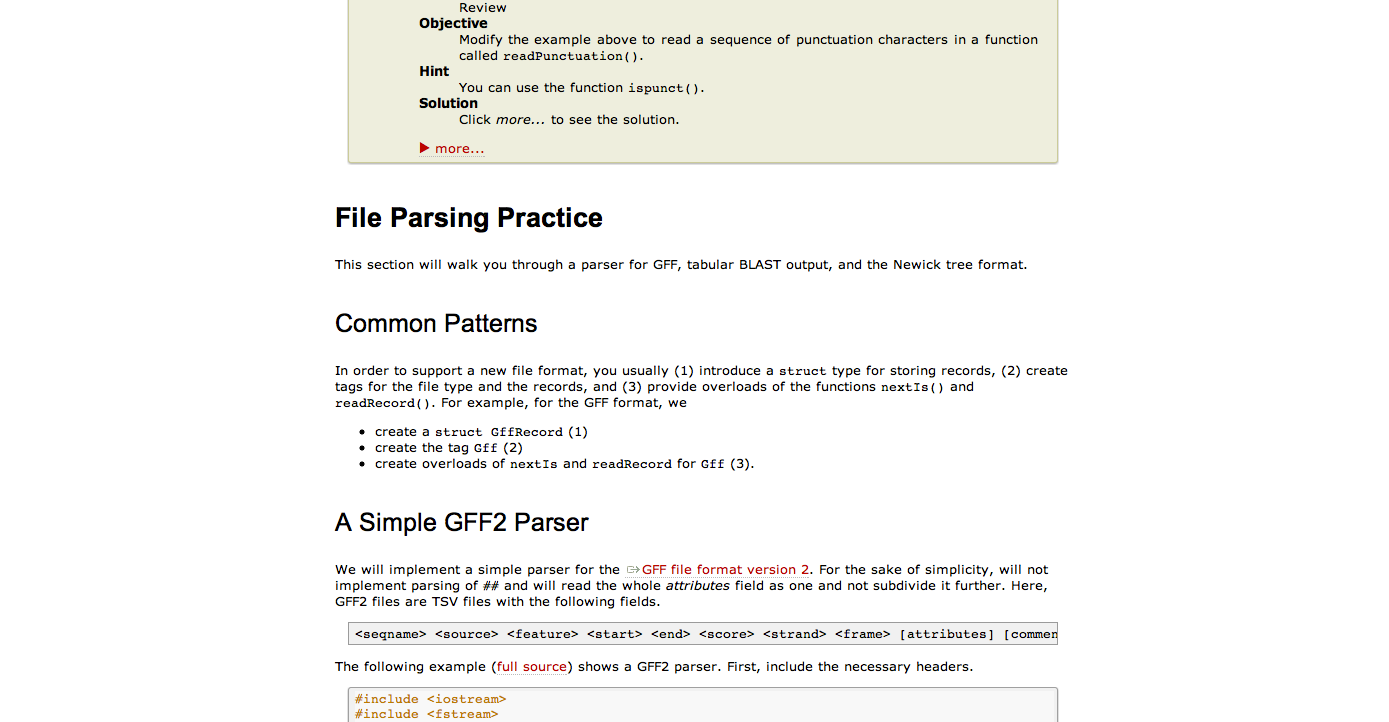 Review
Objective
Modify the example above to read a sequence of punctuation characters in a function
called readPunctuation().
Hint
You can use the function ispunct().
Solution
Click more... to see the solution.
▶ more...
File Parsing Practice
This section will walk you through a parser for GFF, tabular BLAST output, and the Newick tree format.
Common Patterns
In order to support a new file format, you usually (1) introduce a struct type for storing records, (2) create
tags for the file type and the records, and (3) provide overloads of the functions nextIs() and
readRecord(). For example, for the GFF format, we
• create a struct GffRecord (1)
• create the tag Gff (2)
• create overloads of nextIs and readRecord for Gff (3).
A Simple GFF2 Parser
We will implement a simple parser for the GFF file format version 2. For the sake of simplicity, will not
implement parsing of ## and will read the whole attributes field as one and not subdivide it further. Here,
GFF2 files are TSV files with the following fields.
<seqname> <source> <feature> <start> <end> <score> <strand> <frame> [attributes] [commen
The following example (full source) shows a GFF2 parser. First, include the necessary headers.
#include <iostream>
#include <fstream>